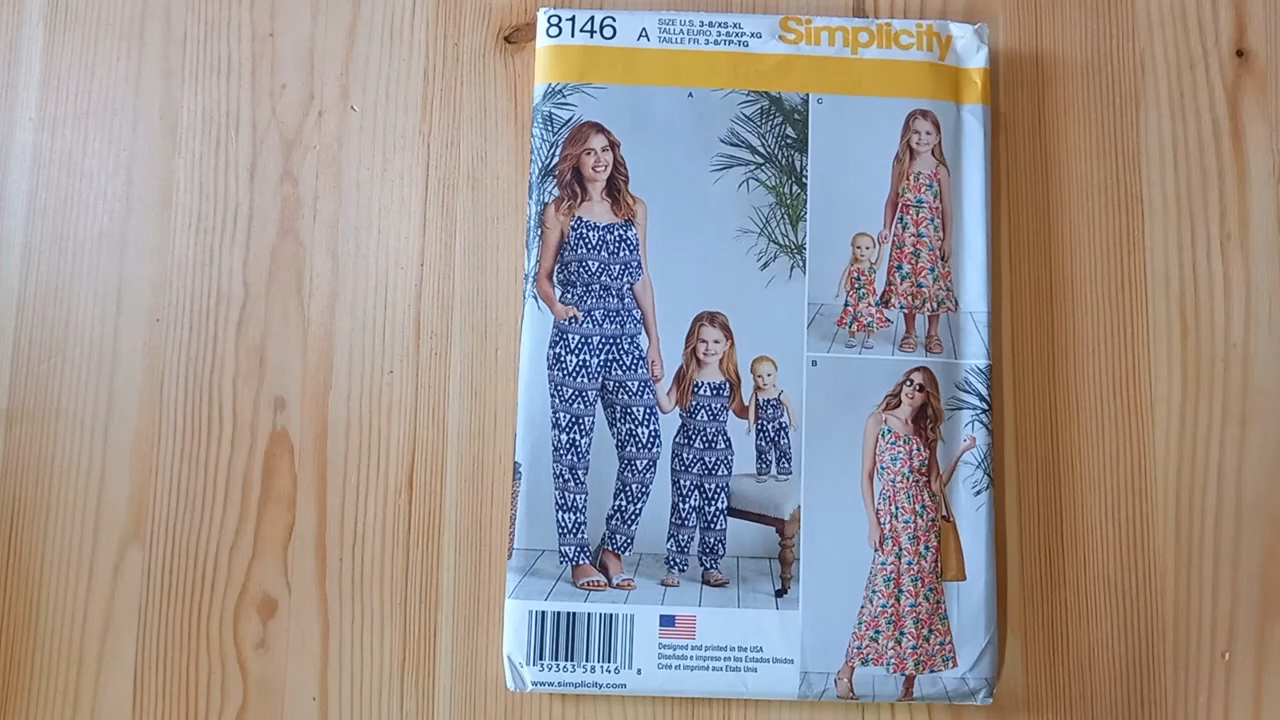 8146 A
SIZE U.S. 3-8/XS-XL
TALLA EURO. 3-8/XP-XG
TAILLE FR. 3-8/TP-TG
Simplicity
A
C
B
39363 58146 8
www.simplicity.com
Designed and printed in the USA
Diseñado e impreso en los Estados Unidos
Créé et imprimé aux Etats Unis